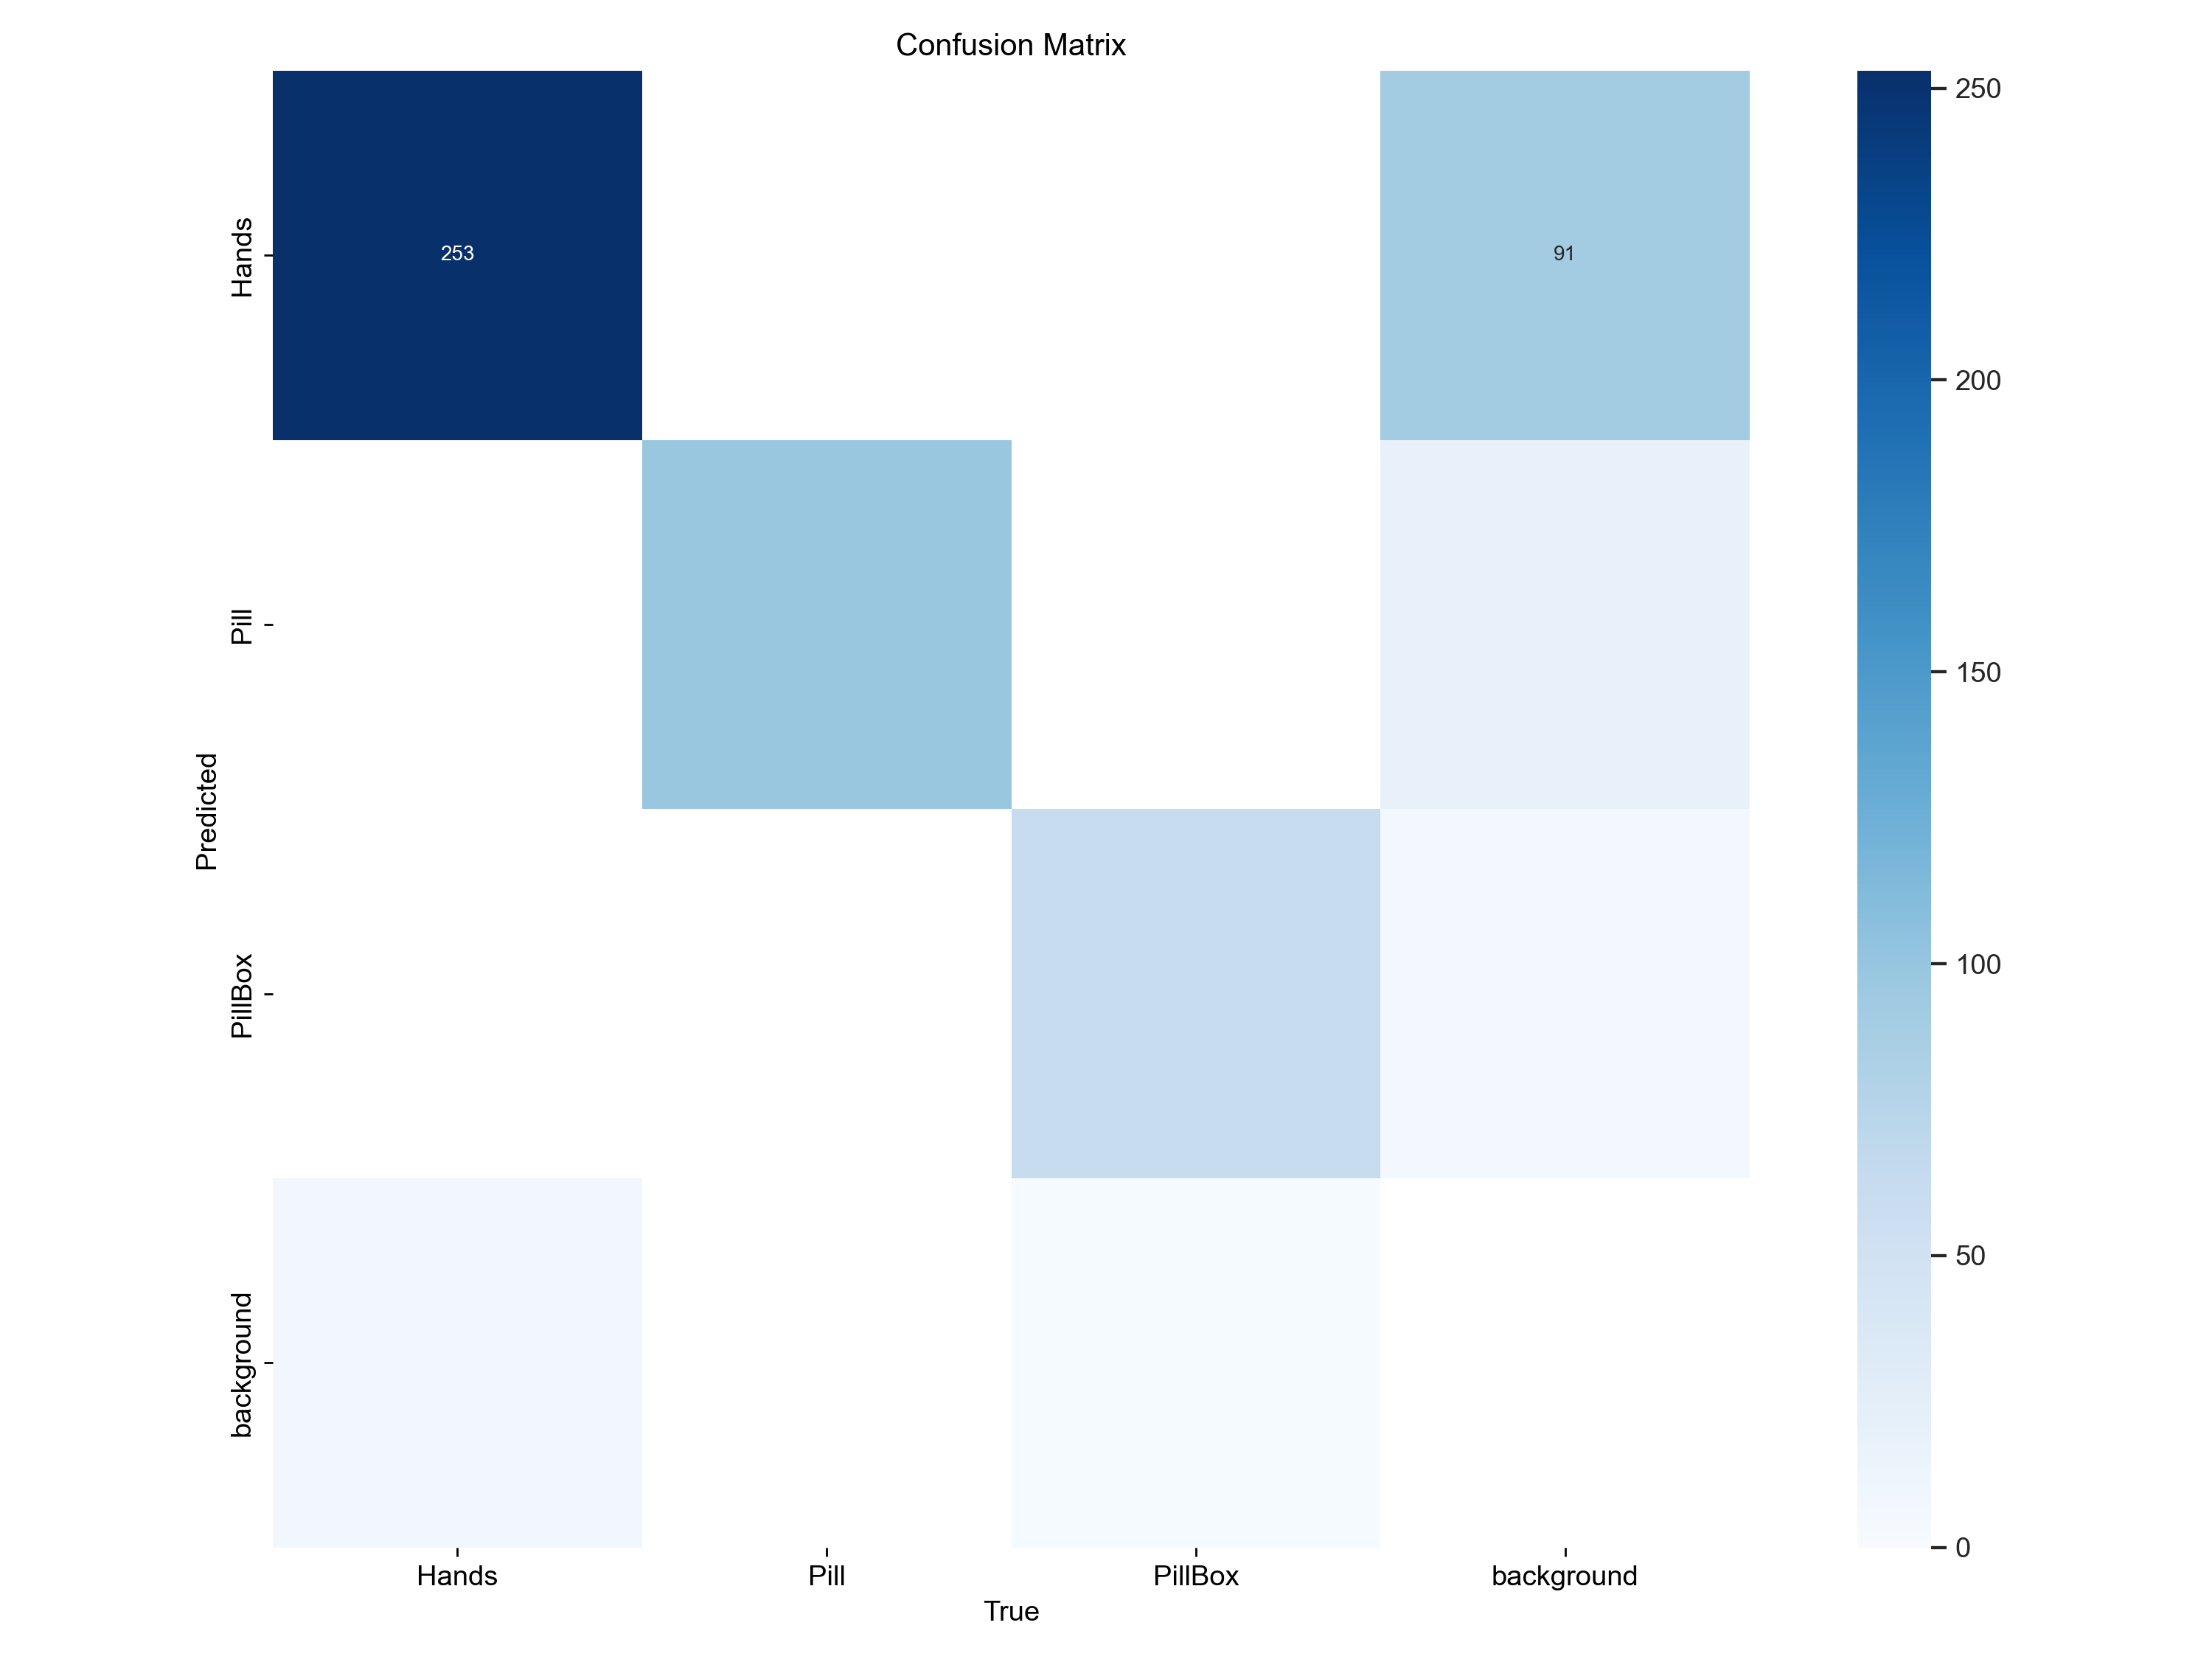 Confusion Matrix
250
Hands
253
91
200
Pill
150
Predicted
100
PillBox
50
background
0
Hands
Pill
PillBox
background
True